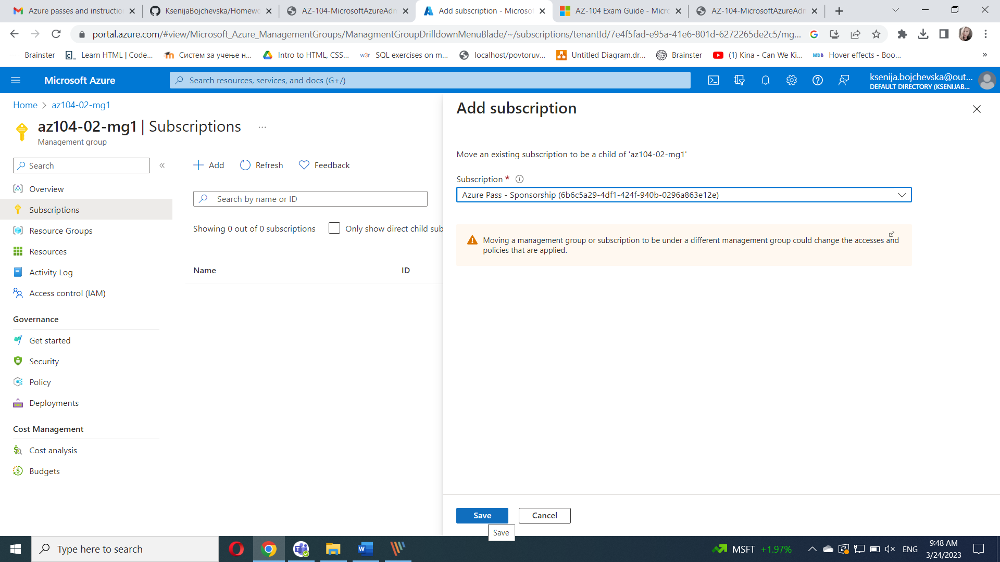 Azure passes and instructio
KsenijaBojchevska/Homewo
AZ-104-MicrosoftAzureAdm
Add subscription - Microsof
AZ-104 Exam Guide - Micro
AZ-104-MicrosoftAzureAdm
portal.azure.com/#view/Microsoft_Azure_ManagementGroups/ManagmentGroupDrilldownMenuBlade/~/subscriptions/tenantId/7e4f5fad-e95a-41e6-801d-6272265de2c5/mg...
Brainster
Learn HTML | Code...
Систем за учење н...
Intro to HTML, CSS...
w3r SQL exercises on m...
localhost/povtoruv...
Untitled Diagram.dr...
Brainster
(1) Kina - Can We Ki...
MDB Hover effects - Boo...
»
Microsoft Azure
Search resources, services, and docs (G+/)
ksenija.bojchevska@out...
DEFAULT DIRECTORY (KSENIJAB...
Home > az104-02-mg1
az104-02-mg1 | Subscriptions ...
Management group
Search
«
Overview
Subscriptions
Resource Groups
Resources
Activity Log
Access control (IAM)
Governance
Get started
Security
Policy
Deployments
Cost Management
Cost analysis
Budgets
Add
Refresh
Feedback
Search by name or ID
Showing 0 out of 0 subscriptions
Only show direct child sub
Name
ID
Add subscription
Move an existing subscription to be a child of 'az104-02-mg1'
Subscription *
Azure Pass - Sponsorship (6b6c5a29-4df1-424f-940b-0296a863e12e)
Moving a management group or subscription to be under a different management group could change the accesses and
policies that are applied.
Save
Cancel
Save
Type here to search
MSFT +1.97%
ENG
9:48 AM
3/24/2023